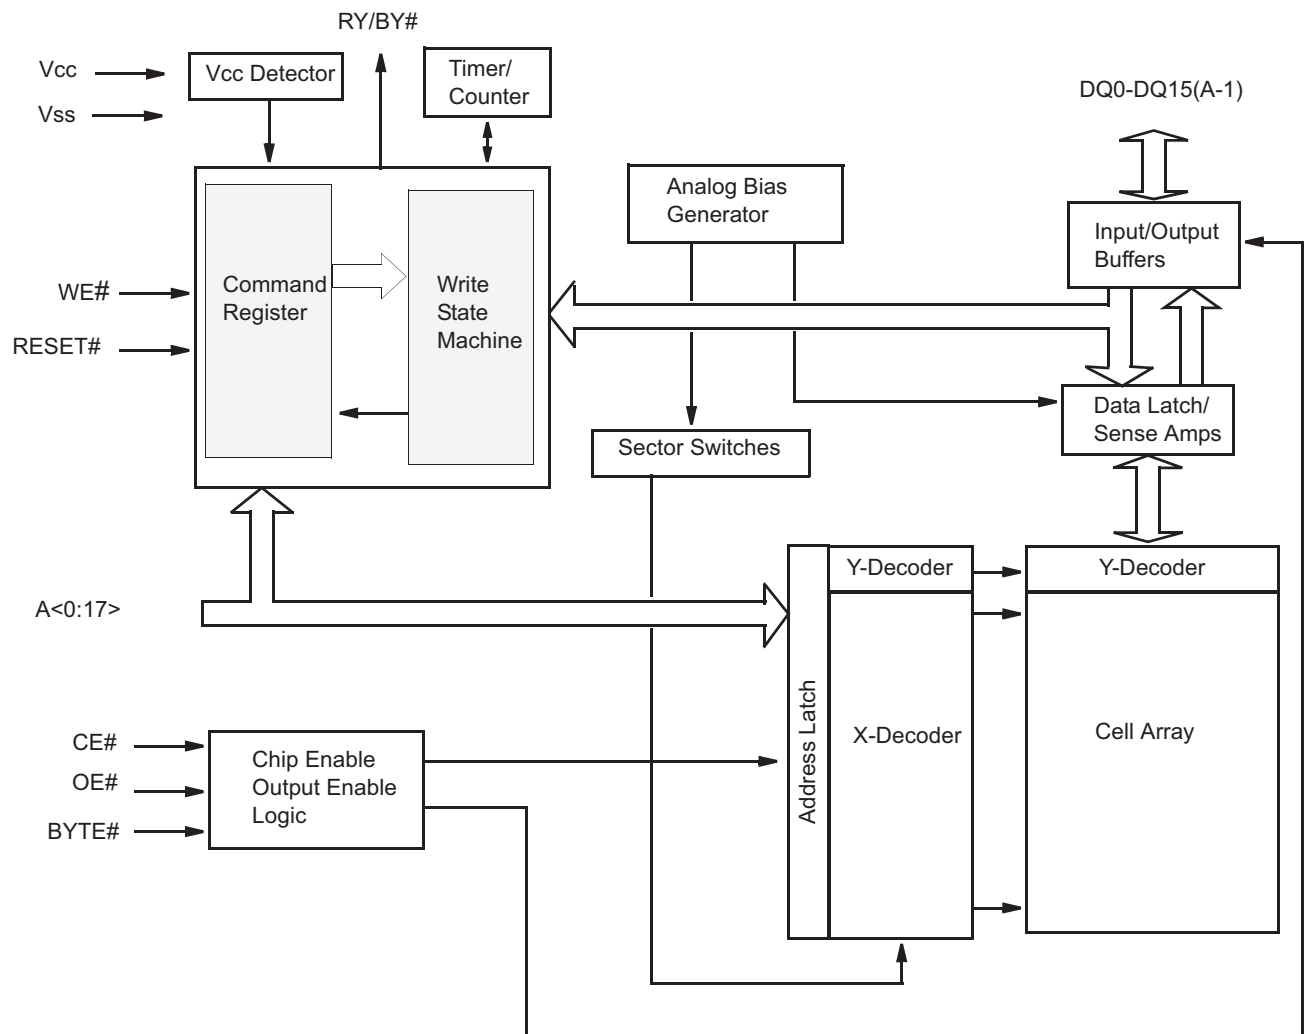 RY/BY#
Vcc
Vcc Detector
Timer/
Counter
Vss
DQ0-DQ15(A-1)
Analog Bias
Generator
Input/Output
Buffers
WE#
Command
Register
Write
State
Machine
RESET#
Data Latch/
Sense Amps
Sector Switches
Y-Decoder
Y-Decoder
A<0:17>
Address Latch
X-Decoder
Cell Array
CE#
OE#
BYTE#
Chip Enable
Output Enable
Logic